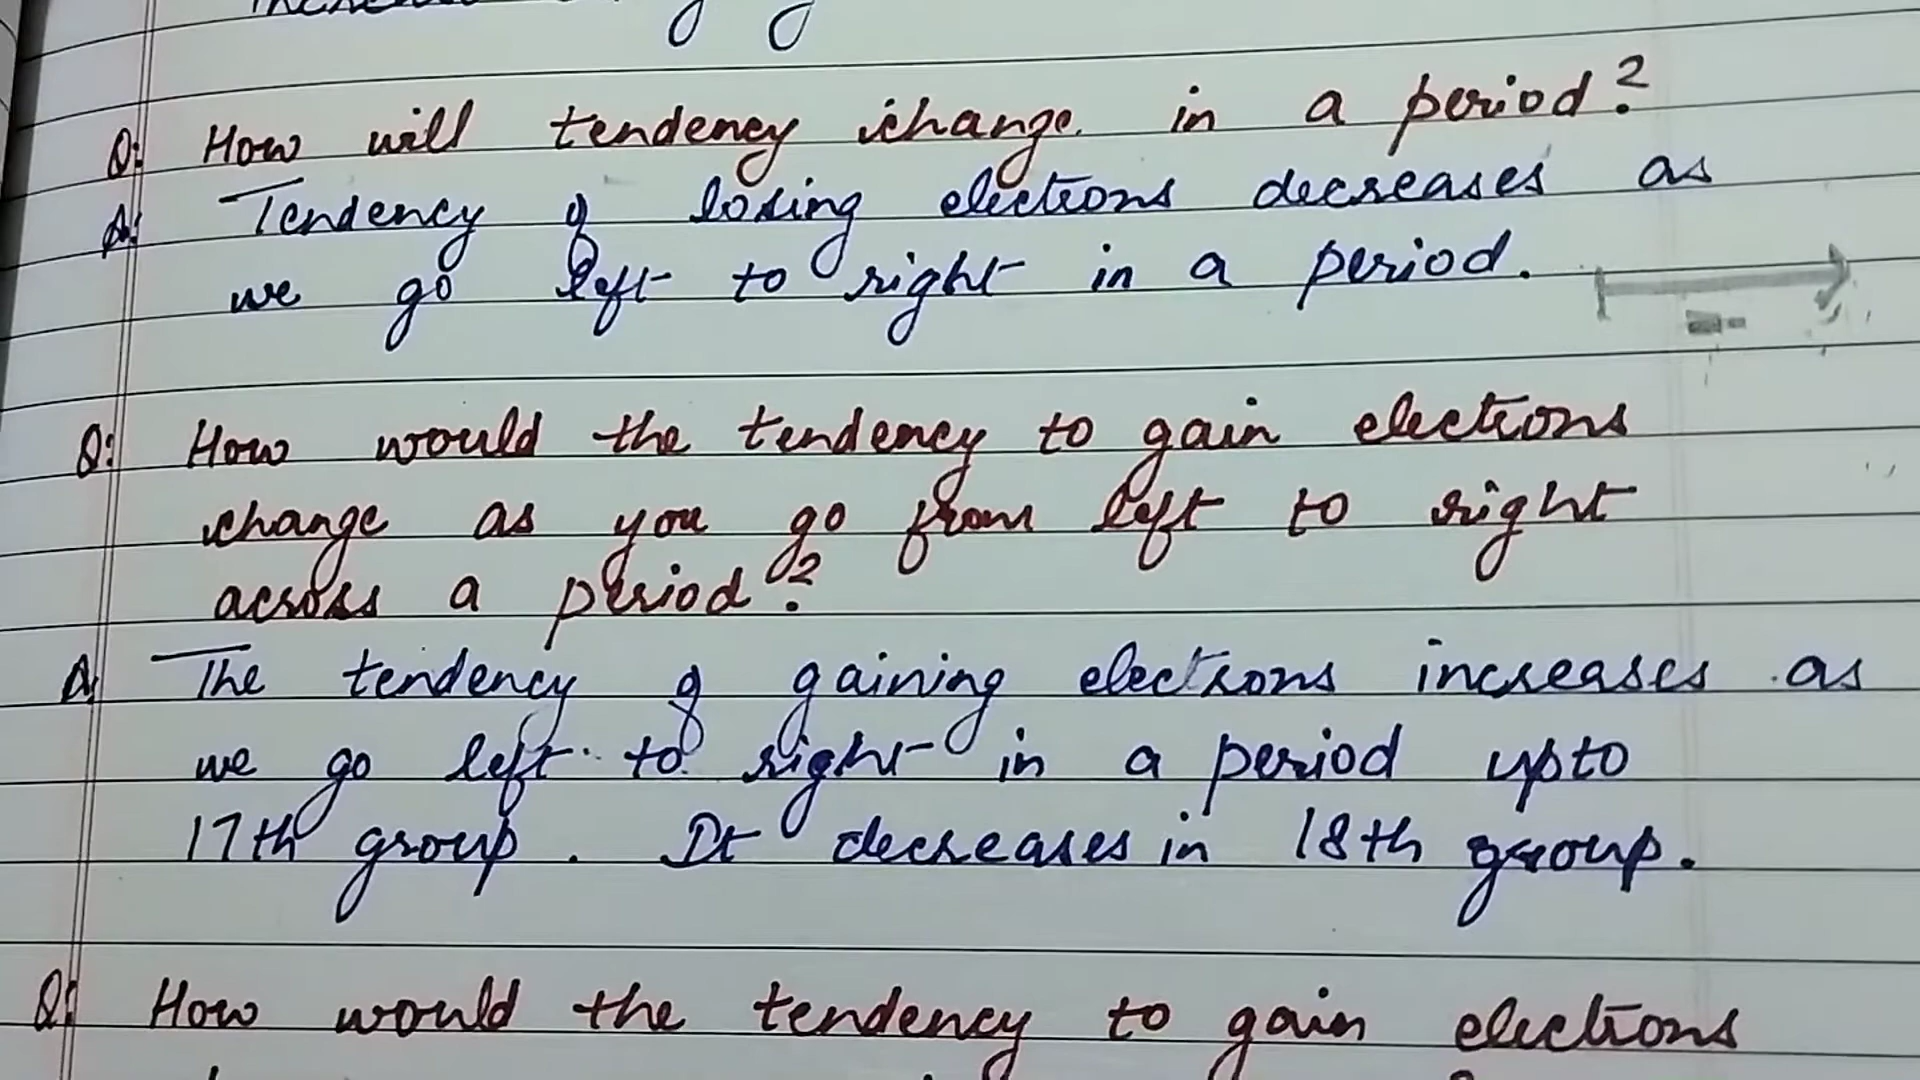 Q: How will tendency change in a period?
A: Tendency of losing electrons decreases as
we go left to right in a period.
Q: How would the tendency to gain electrons
change as you go from left to right
across a period?
A, The tendency of gaining electrons increases as
we go left to right in a period upto
17th group. It decreases in 18th group.
Q: How would the tendency to gain electrons